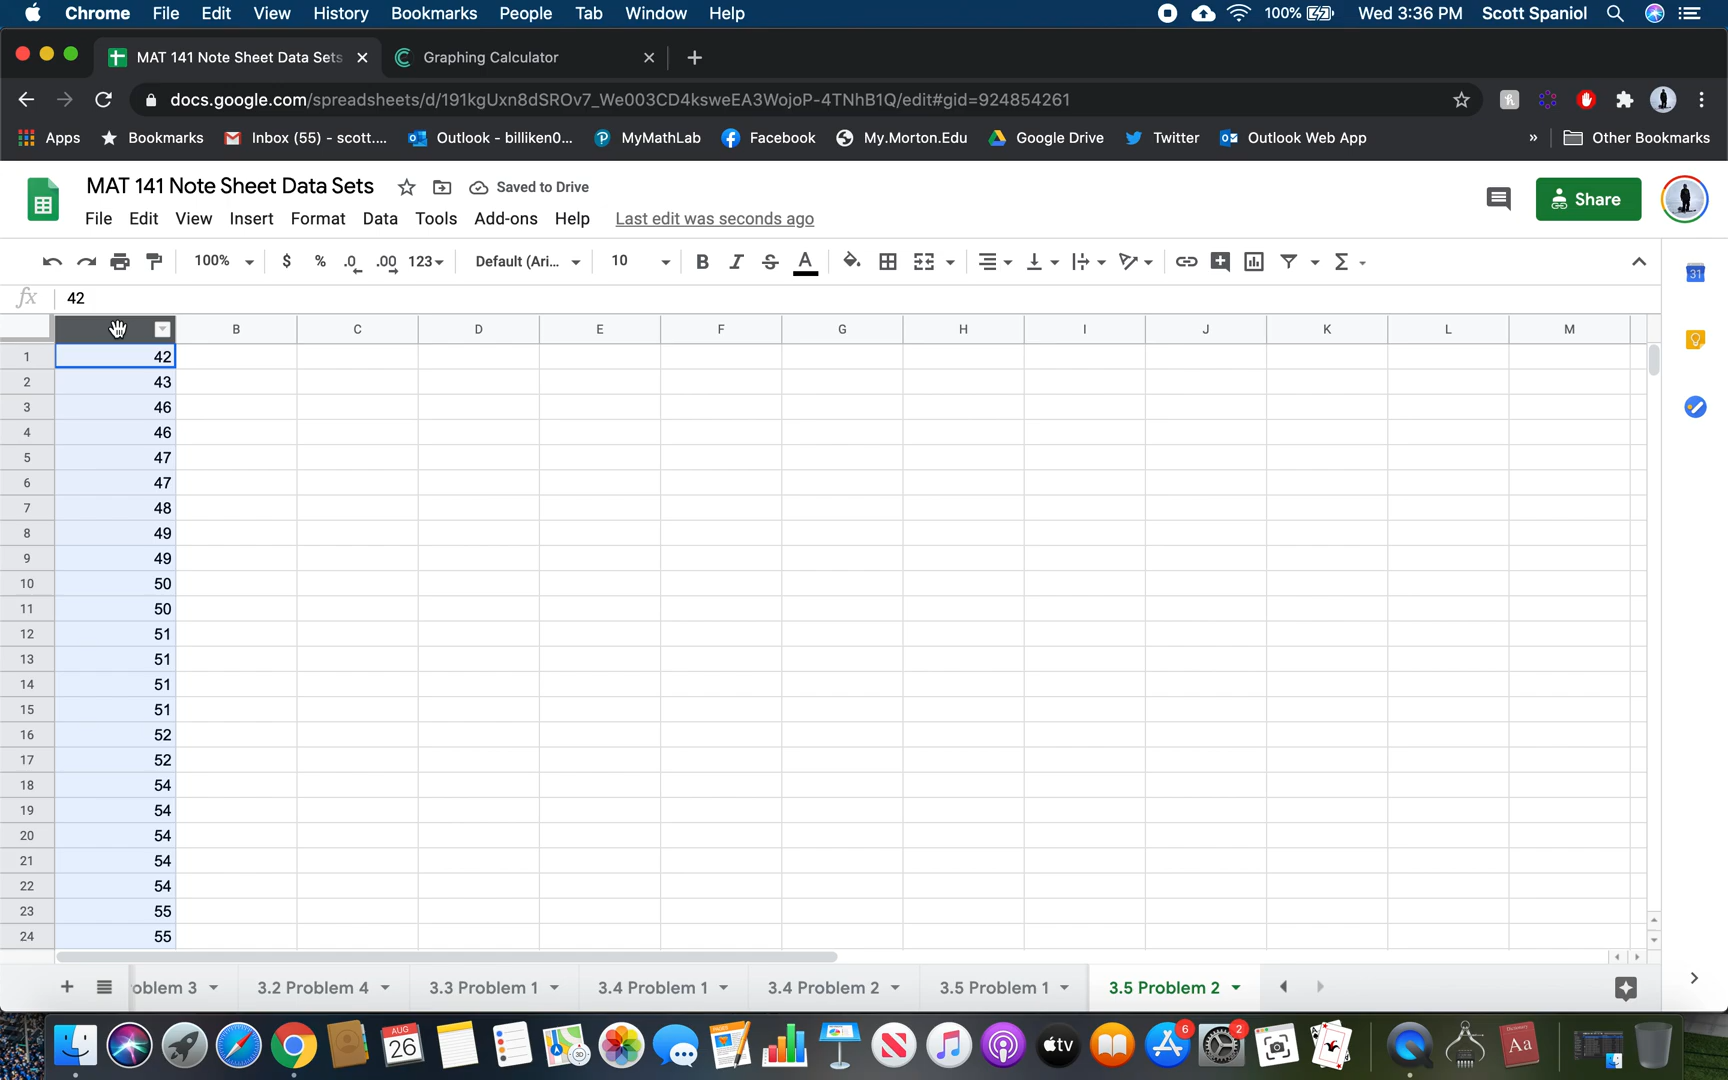 Chrome File Edit View History Bookmarks People Tab Window Help 100% Wed 3:36 PM Scott Spaniol
MAT 141 Note Sheet Data Sets Graphing Calculator
docs.google.com/spreadsheets/d/191kgUxn8dSROv7_We003CD4ksweEA3WojoP-4TNhB1Q/edit#gid=924854261
Apps Bookmarks Inbox (55) - scott.... Outlook - billiken0... MyMathLab Facebook My.Morton.Edu Google Drive Twitter Outlook Web App » Other Bookmarks
MAT 141 Note Sheet Data Sets Saved to Drive Share
File Edit View Insert Format Data Tools Add-ons Help Last edit was seconds ago
100% $ % .0 .00 123 Default (Ari... 10 B I S A Σ 31
fx 42
B C D E F G H I J K L M
1 42
2 43
3 46
4 46
5 47
6 47
7 48
8 49
9 49
10 50
11 50
12 51
13 51
14 51
15 51
16 52
17 52
18 54
19 54
20 54
21 54
22 54
23 55
24 55
oblem 3 3.2 Problem 4 3.3 Problem 1 3.4 Problem 1 3.4 Problem 2 3.5 Problem 1 3.5 Problem 2
AUG 26 tv 6 2 Aa